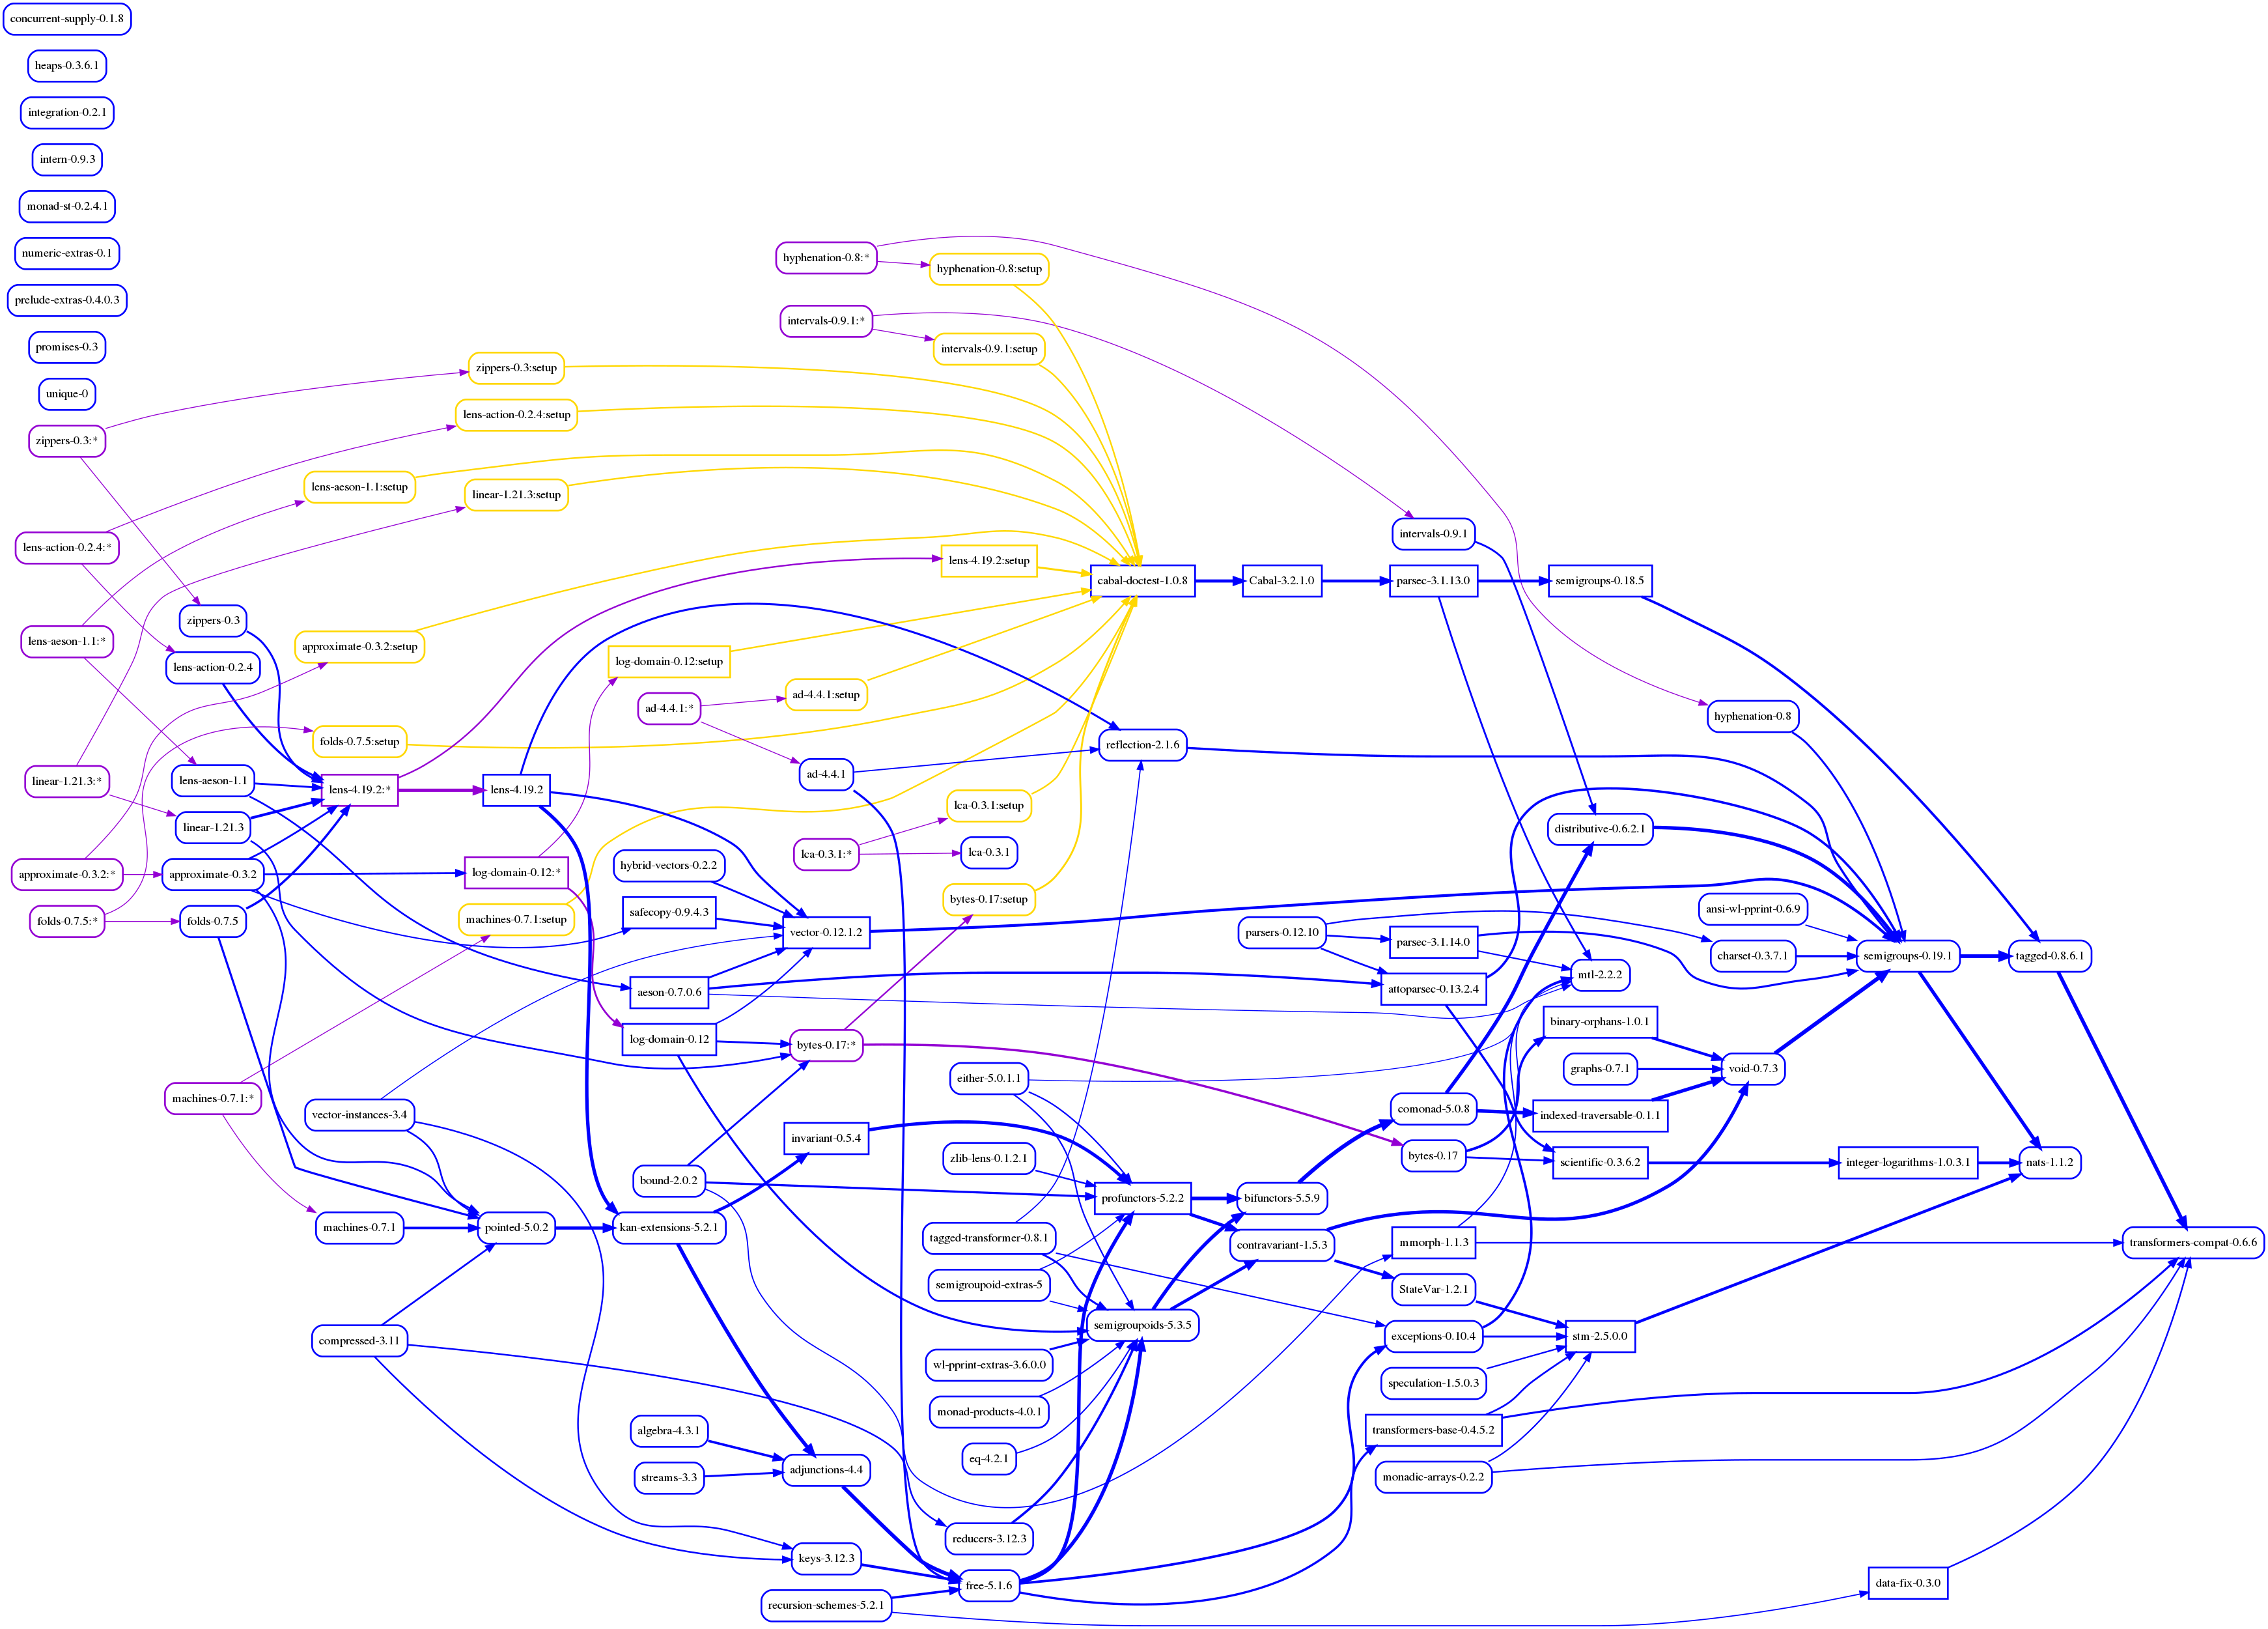 concurrent-supply-0.1.8
heaps-0.3.6.1
integration-0.2.1
intern-0.9.3
monad-st-0.2.4.1
numeric-extras-0.1
prelude-extras-0.4.0.3
promises-0.3
unique-0
zippers-0.3:*
lens-action-0.2.4:*
lens-aeson-1.1:*
linear-1.21.3:*
approximate-0.3.2:*
folds-0.7.5:*
zippers-0.3
lens-action-0.2.4
lens-aeson-1.1
linear-1.21.3
approximate-0.3.2
folds-0.7.5
machines-0.7.1:*
lens-aeson-1.1:setup
approximate-0.3.2:setup
folds-0.7.5:setup
lens-4.19.2:*
vector-instances-3.4
machines-0.7.1
compressed-3.11
zippers-0.3:setup
lens-action-0.2.4:setup
linear-1.21.3:setup
lens-4.19.2
log-domain-0.12:*
machines-0.7.1:setup
pointed-5.0.2
log-domain-0.12:setup
ad-4.4.1:*
hybrid-vectors-0.2.2
safecopy-0.9.4.3
aeson-0.7.0.6
log-domain-0.12
bound-2.0.2
kan-extensions-5.2.1
algebra-4.3.1
streams-3.3
hyphenation-0.8:*
intervals-0.9.1:*
ad-4.4.1:setup
ad-4.4.1
lca-0.3.1:*
vector-0.12.1.2
bytes-0.17:*
invariant-0.5.4
adjunctions-4.4
keys-3.12.3
recursion-schemes-5.2.1
hyphenation-0.8:setup
intervals-0.9.1:setup
lens-4.19.2:setup
lca-0.3.1:setup
lca-0.3.1
bytes-0.17:setup
either-5.0.1.1
zlib-lens-0.1.2.1
tagged-transformer-0.8.1
semigroupoid-extras-5
wl-pprint-extras-3.6.0.0
monad-products-4.0.1
eq-4.2.1
reducers-3.12.3
free-5.1.6
cabal-doctest-1.0.8
reflection-2.1.6
profunctors-5.2.2
semigroupoids-5.3.5
Cabal-3.2.1.0
parsers-0.12.10
bifunctors-5.5.9
contravariant-1.5.3
intervals-0.9.1
parsec-3.1.13.0
parsec-3.1.14.0
attoparsec-0.13.2.4
comonad-5.0.8
bytes-0.17
mmorph-1.1.3
StateVar-1.2.1
exceptions-0.10.4
speculation-1.5.0.3
transformers-base-0.4.5.2
monadic-arrays-0.2.2
semigroups-0.18.5
distributive-0.6.2.1
mtl-2.2.2
binary-orphans-1.0.1
graphs-0.7.1
indexed-traversable-0.1.1
scientific-0.3.6.2
stm-2.5.0.0
hyphenation-0.8
ansi-wl-pprint-0.6.9
charset-0.3.7.1
void-0.7.3
semigroups-0.19.1
integer-logarithms-1.0.3.1
data-fix-0.3.0
tagged-0.8.6.1
nats-1.1.2
transformers-compat-0.6.6